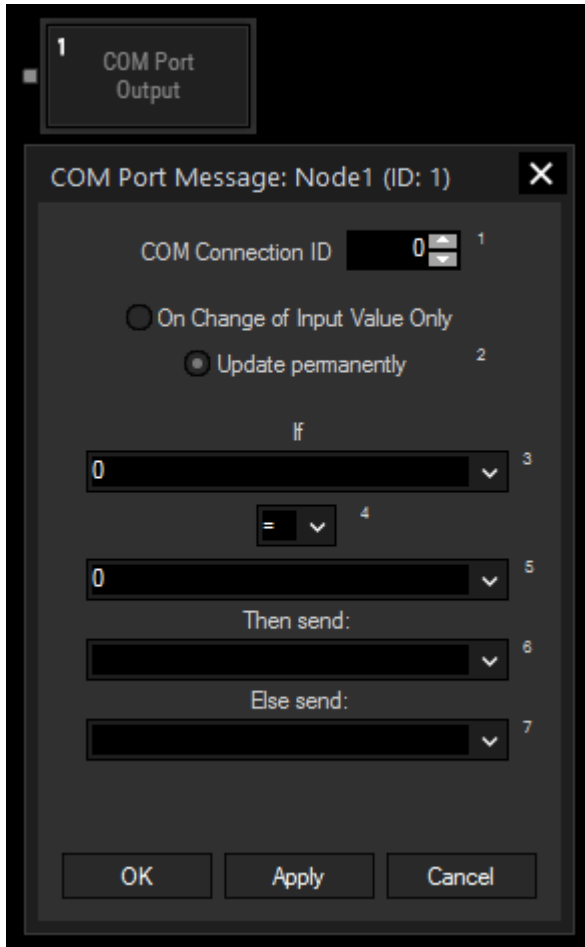 1
COM Port
Output
COM Port Message: Node1 (ID: 1)
COM Connection ID 0 1
On Change of Input Value Only
Update permanently 2
If
0 3
= 4
0 5
Then send:
6
Else send:
7
OK Apply Cancel